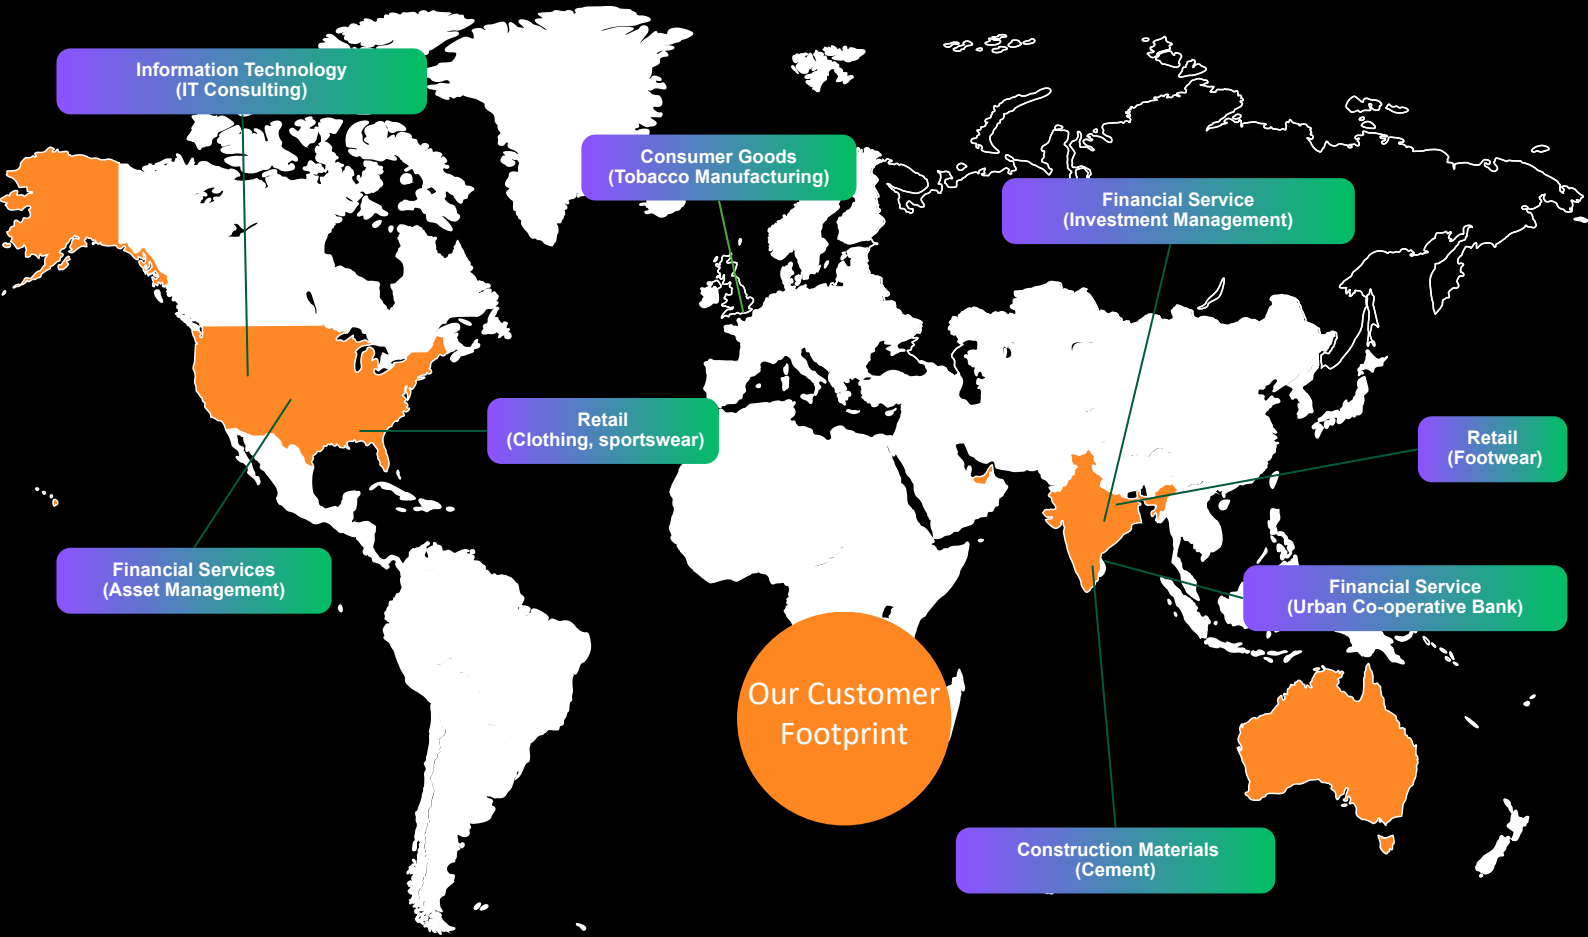 Information Technology
(IT Consulting)
Consumer Goods
(Tobacco Manufacturing)
Financial Service
(Investment Management)
Retail
(Clothing, sportswear)
Retail
(Footwear)
Financial Services
(Asset Management)
Financial Service
(Urban Co-operative Bank)
Our Customer
Footprint
Construction Materials
(Cement)